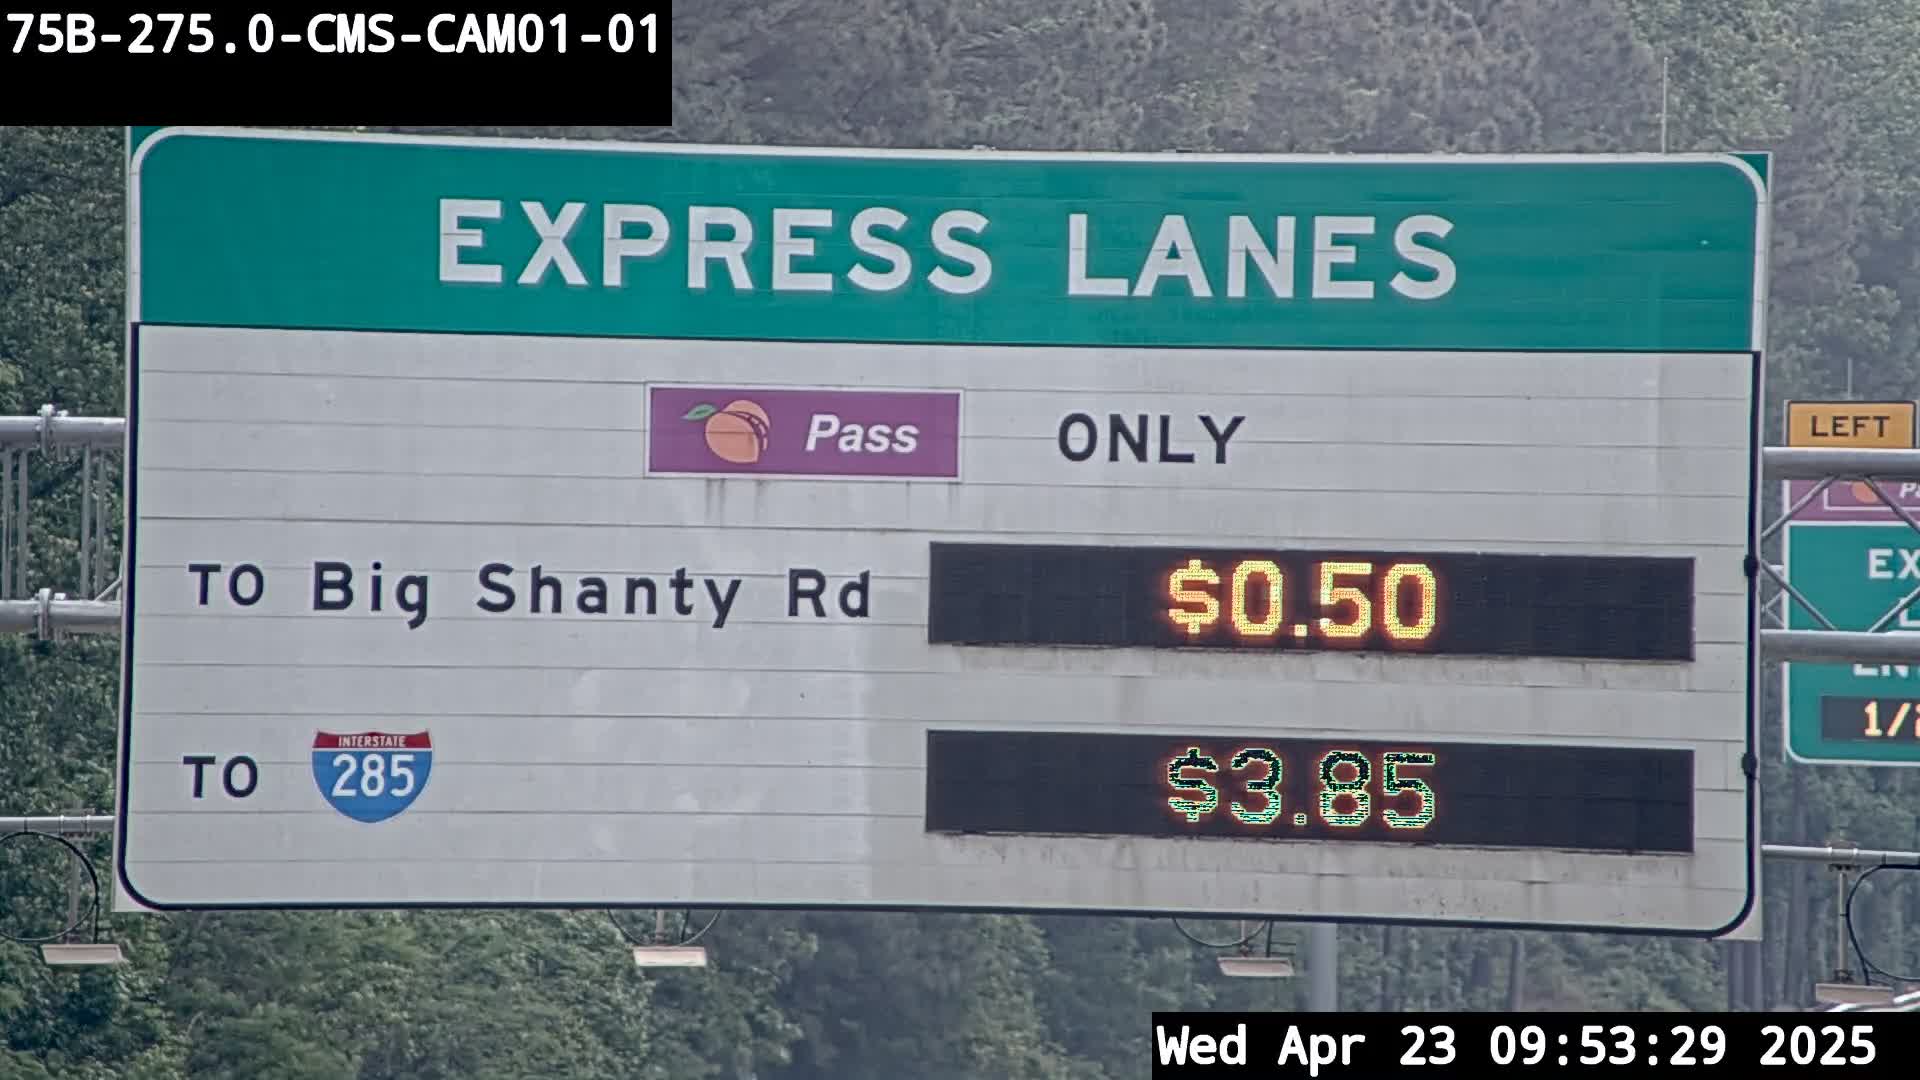 75B-275.0-CMS-CAM01-01
EXPRESS LANES
Pass ONLY
TO Big Shanty Rd $0.50
TO INTERSTATE 285 $3.85
LEFT
Wed Apr 23 09:53:29 2025